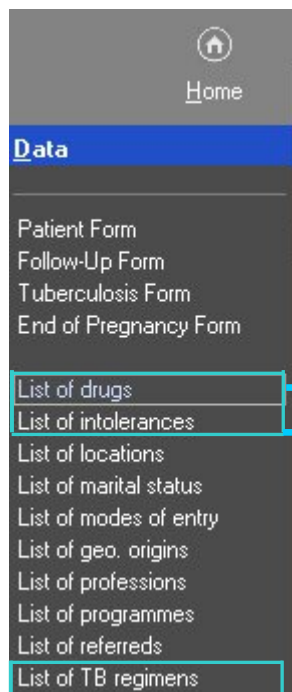 Home
Data
Patient Form
Follow-Up Form
Tuberculosis Form
End of Pregnancy Form
List of drugs
List of intolerances
List of locations
List of marital status
List of modes of entry
List of geo. origins
List of professions
List of programmes
List of referreds
List of TB regimens